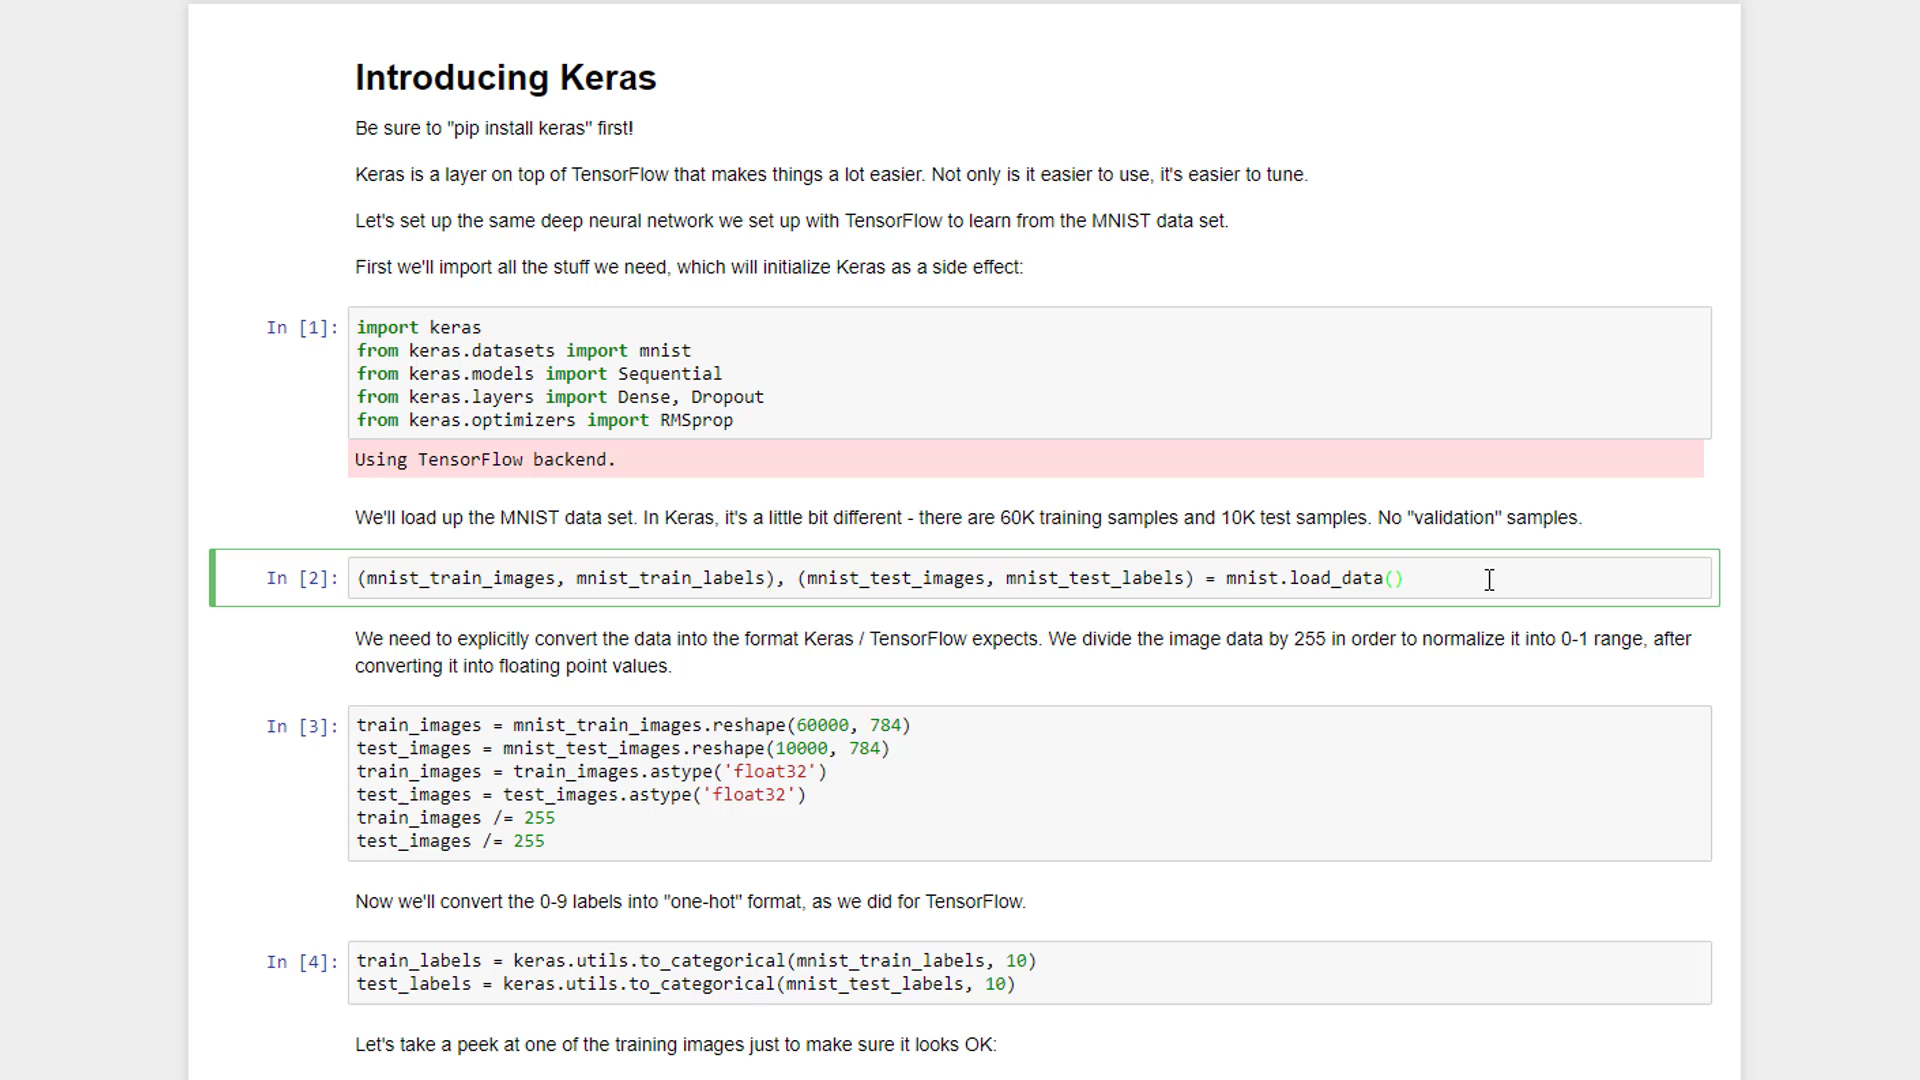 Introducing Keras
Be sure to "pip install keras" first!
Keras is a layer on top of TensorFlow that makes things a lot easier. Not only is it easier to use, it's easier to tune.
Let's set up the same deep neural network we set up with TensorFlow to learn from the MNIST data set.
First we'll import all the stuff we need, which will initialize Keras as a side effect:
In [1]: import keras
from keras.datasets import mnist
from keras.models import Sequential
from keras.layers import Dense, Dropout
from keras.optimizers import RMSprop
Using TensorFlow backend.
We'll load up the MNIST data set. In Keras, it's a little bit different - there are 60K training samples and 10K test samples. No "validation" samples.
In [2]: (mnist_train_images, mnist_train_labels), (mnist_test_images, mnist_test_labels) = mnist.load_data()
We need to explicitly convert the data into the format Keras / TensorFlow expects. We divide the image data by 255 in order to normalize it into 0-1 range, after
converting it into floating point values.
In [3]: train_images = mnist_train_images.reshape(60000, 784)
test_images = mnist_test_images.reshape(10000, 784)
train_images = train_images.astype('float32')
test_images = test_images.astype('float32')
train_images /= 255
test_images /= 255
Now we'll convert the 0-9 labels into "one-hot" format, as we did for TensorFlow.
In [4]: train_labels = keras.utils.to_categorical(mnist_train_labels, 10)
test_labels = keras.utils.to_categorical(mnist_test_labels, 10)
Let's take a peek at one of the training images just to make sure it looks OK: